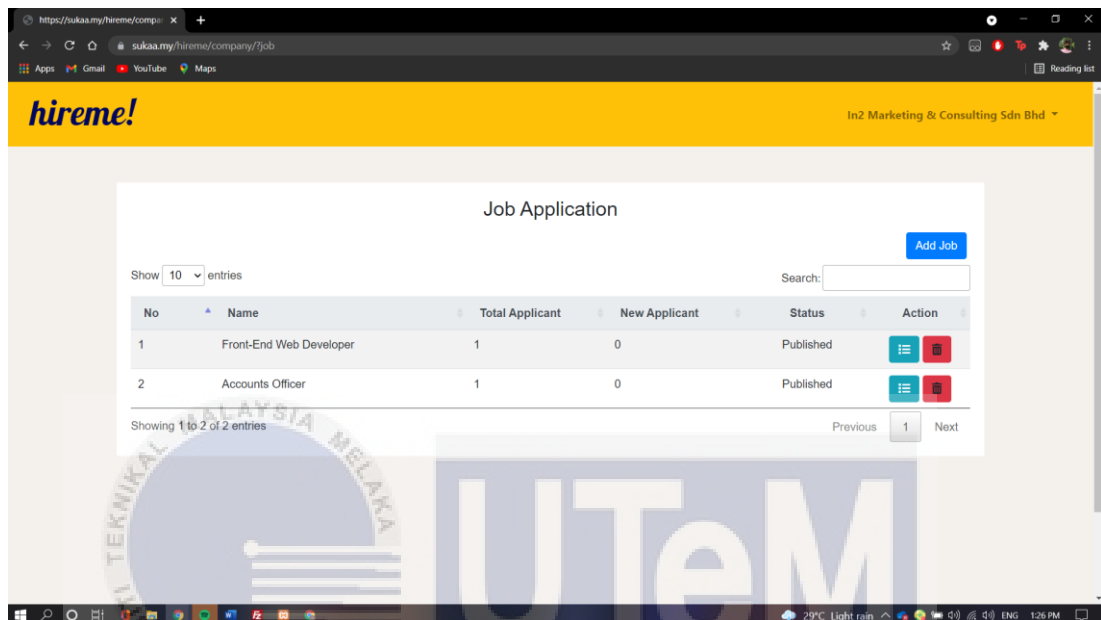 https://sukaa.my/hireme/compar
sukaa.my/hireme/company/?job
Apps Gmail YouTube Maps Reading list
hireme! In2 Marketing & Consulting Sdn Bhd
Job Application
Add Job
Show 10 entries Search:
No Name Total Applicant New Applicant Status Action
1 Front-End Web Developer 1 0 Published
2 Accounts Officer 1 0 Published
Showing 1 to 2 of 2 entries Previous 1 Next
TEKNIKAL MALAYSIA MELAKA
UTeM
29°C Light rain ENG 1:26 PM